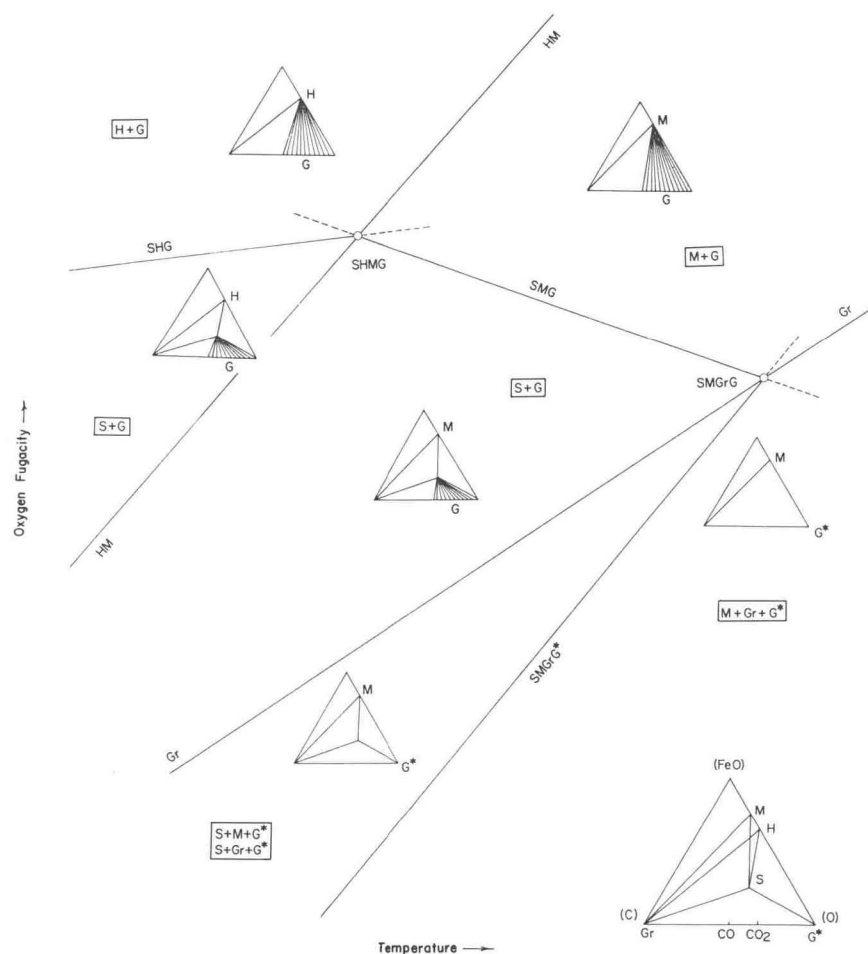 HM
H
H + G
G
M
G
SHG
SHMG
M + G
SMG
H
Gr
G
SMGrG
S + G
S + G
M
M
G
G*
HM
M + Gr + G*
SMGrG*
M
Gr
G*
(FeO)
M
H
S + M + G*
S + Gr + G*
S
(C)
(O)
Gr
CO
CO2
G*
Oxygen Fugacity →
Temperature →